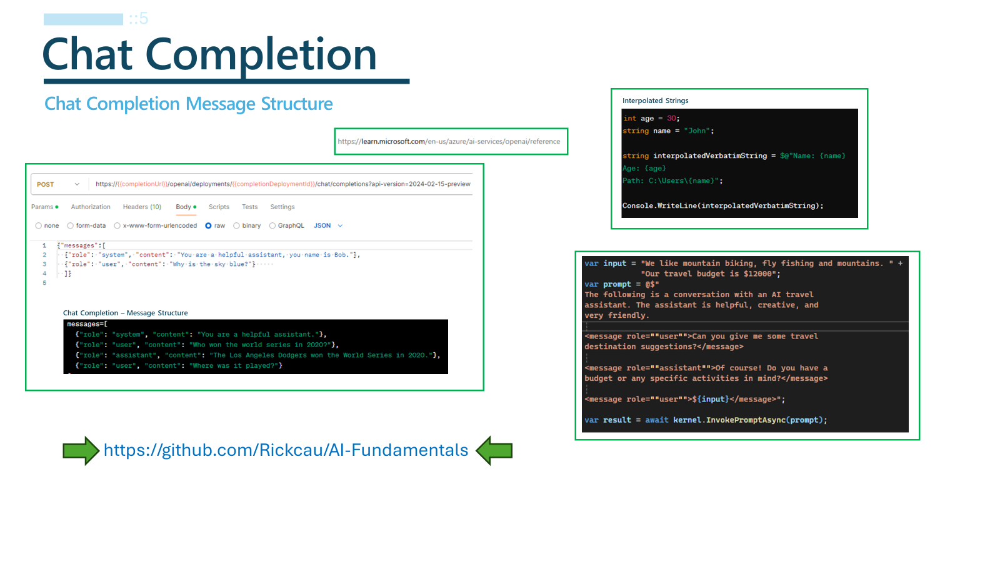 ::5
Chat Completion
Chat Completion Message Structure
https://learn.microsoft.com/en-us/azure/ai-services/openai/reference
POST
https://{{completionUrl}}/openai/deployments/{{completionDeploymentId}}/chat/completions?api-version=2024-02-15-preview
Params Authorization Headers (10) Body Scripts Tests Settings
none form-data x-www-form-urlencoded raw binary GraphQL JSON
1 {"messages":[
2 {"role": "system", "content": "You are a helpful assistant, you name is Bob."},
3 {"role": "user", "content": "Why is the sky blue?"}
4 ]}
5
Chat Completion – Message Structure
messages=[
{"role": "system", "content": "You are a helpful assistant."},
{"role": "user", "content": "Who won the world series in 2020?"},
{"role": "assistant", "content": "The Los Angeles Dodgers won the World Series in 2020."},
{"role": "user", "content": "Where was it played?"}
https://github.com/Rickcau/AI-Fundamentals
Interpolated Strings
int age = 30;
string name = "John";
string interpolatedVerbatimString = $@"Name: {name}
Age: {age}
Path: C:\Users\{name}";
Console.WriteLine(interpolatedVerbatimString);
var input = "We like mountain biking, fly fishing and mountains. " +
"Our travel budget is $12000";
var prompt = @$"
The following is a conversation with an AI travel
assistant. The assistant is helpful, creative, and
very friendly.
<message role=""user"">Can you give me some travel
destination suggestions?</message>
<message role=""assistant"">Of course! Do you have a
budget or any specific activities in mind?</message>
<message role=""user"">${input}</message>";
var result = await kernel.InvokePromptAsync(prompt);